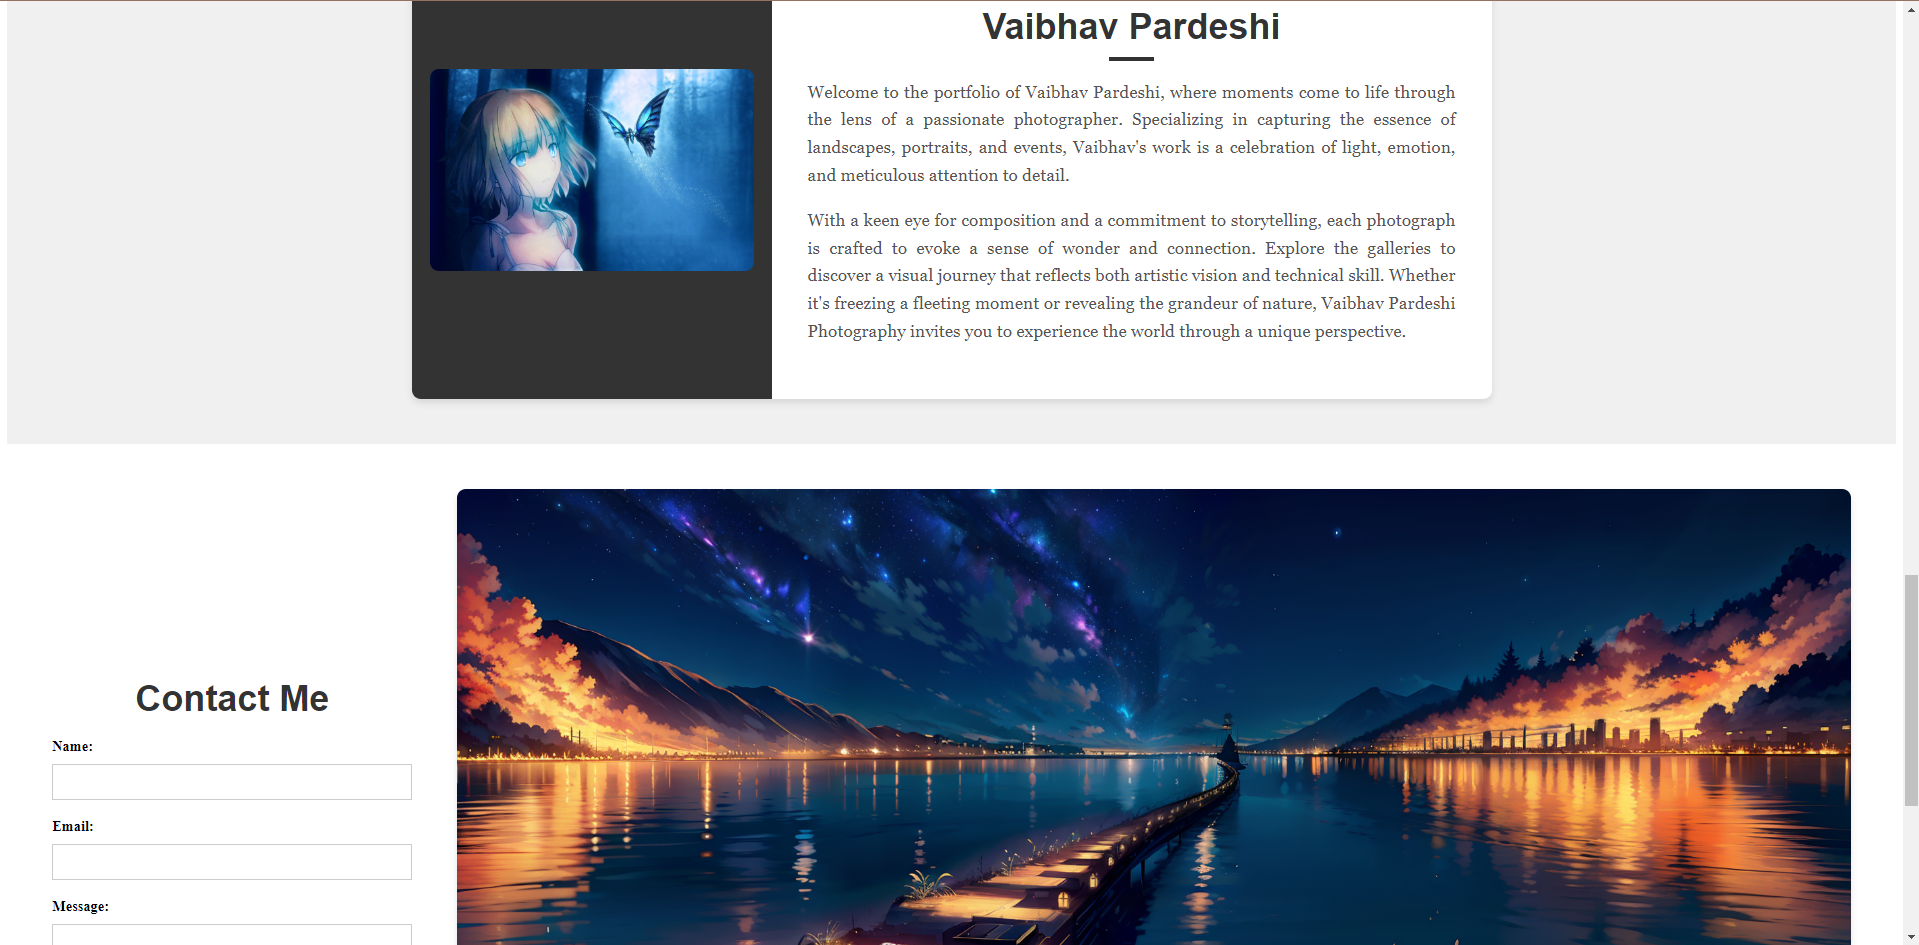 Vaibhav Pardeshi
Welcome to the portfolio of Vaibhav Pardeshi, where moments come to life through
the lens of a passionate photographer. Specializing in capturing the essence of
landscapes, portraits, and events, Vaibhav's work is a celebration of light, emotion,
and meticulous attention to detail.
With a keen eye for composition and a commitment to storytelling, each photograph
is crafted to evoke a sense of wonder and connection. Explore the galleries to
discover a visual journey that reflects both artistic vision and technical skill. Whether
it's freezing a fleeting moment or revealing the grandeur of nature, Vaibhav Pardeshi
Photography invites you to experience the world through a unique perspective.
Contact Me
Name:
Email:
Message: